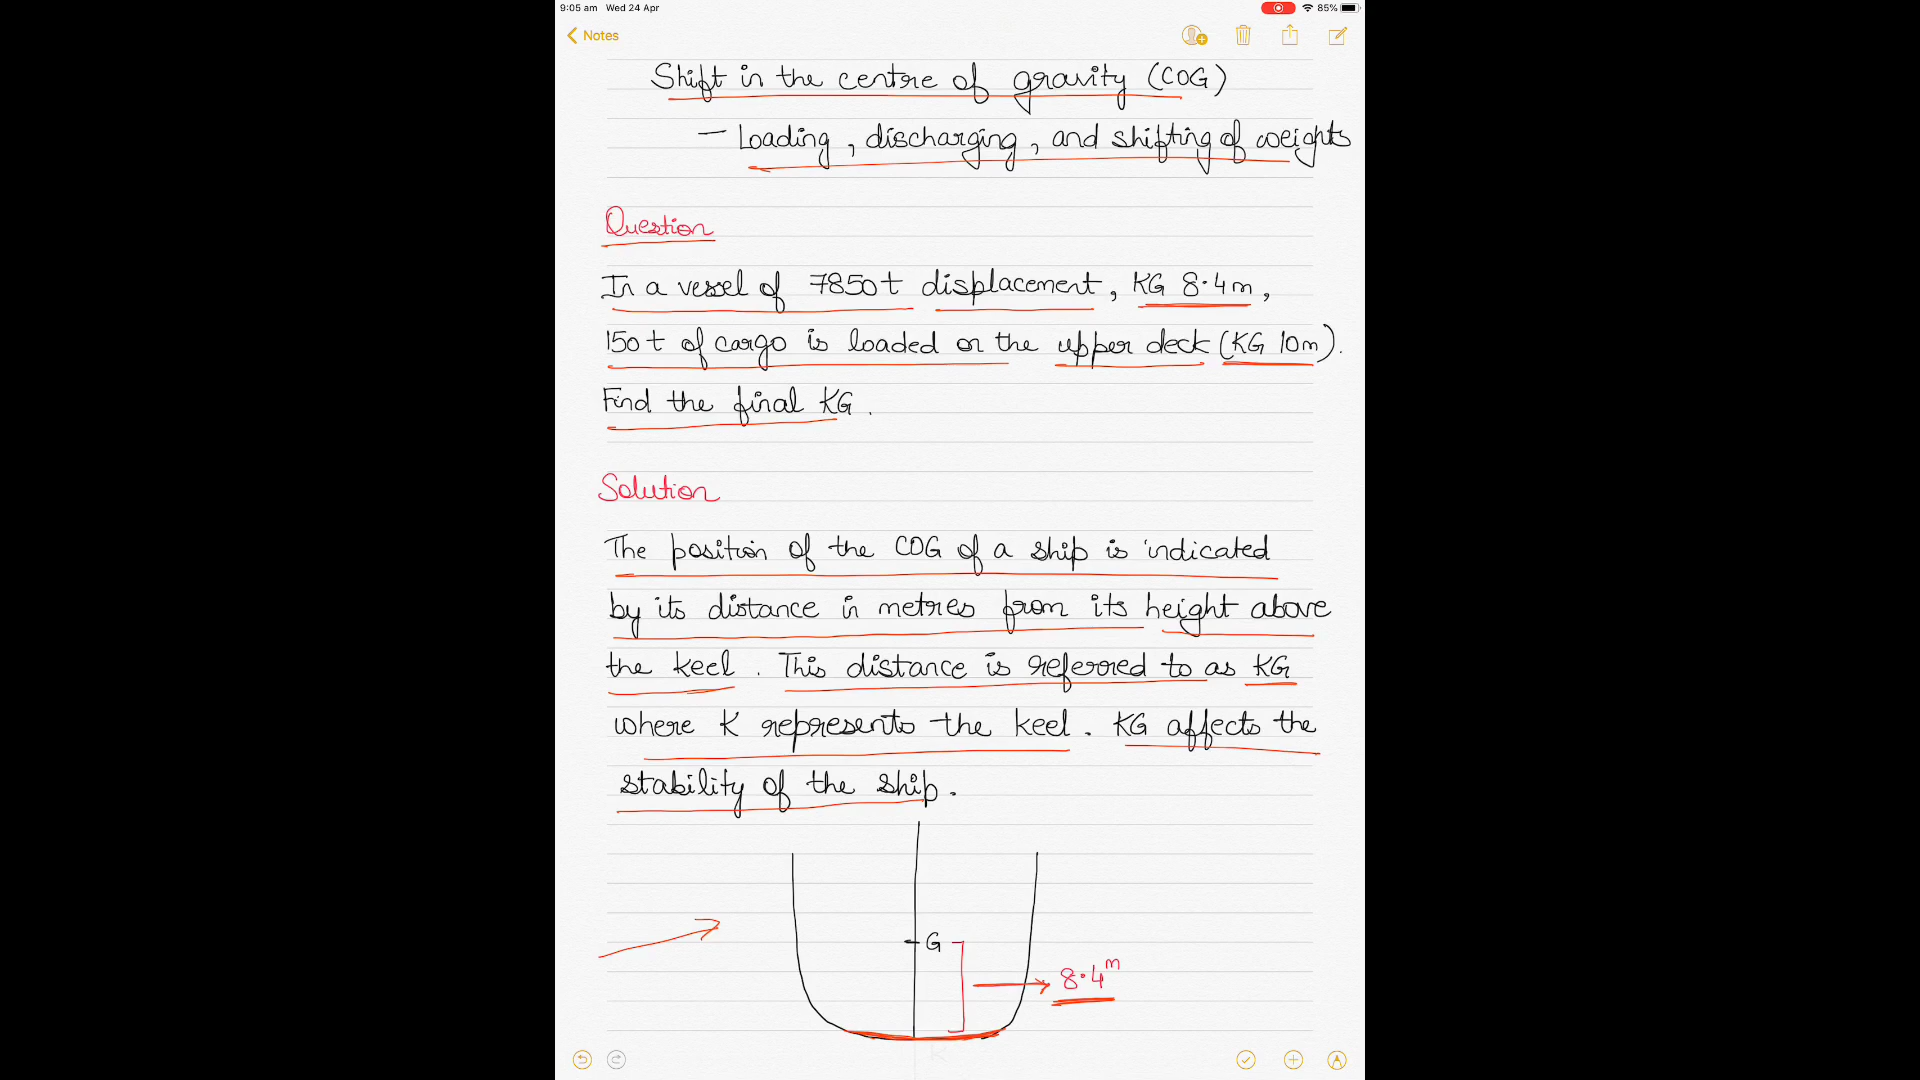 9:05 am Wed 24 Apr
85%
Notes
Shift in the centre of gravity (COG)
– Loading, discharging, and shifting of weights
Question
In a vessel of 7850t displacement, KG 8.4m,
150t of cargo is loaded on the upper deck (KG 10m).
Find the final KG.
Solution
The position of the COG of a ship is indicated
by its distance in metres from its height above
the keel. This distance is referred to as KG
where K represents the keel. KG affects the
stability of the ship.
G
8.4m
K